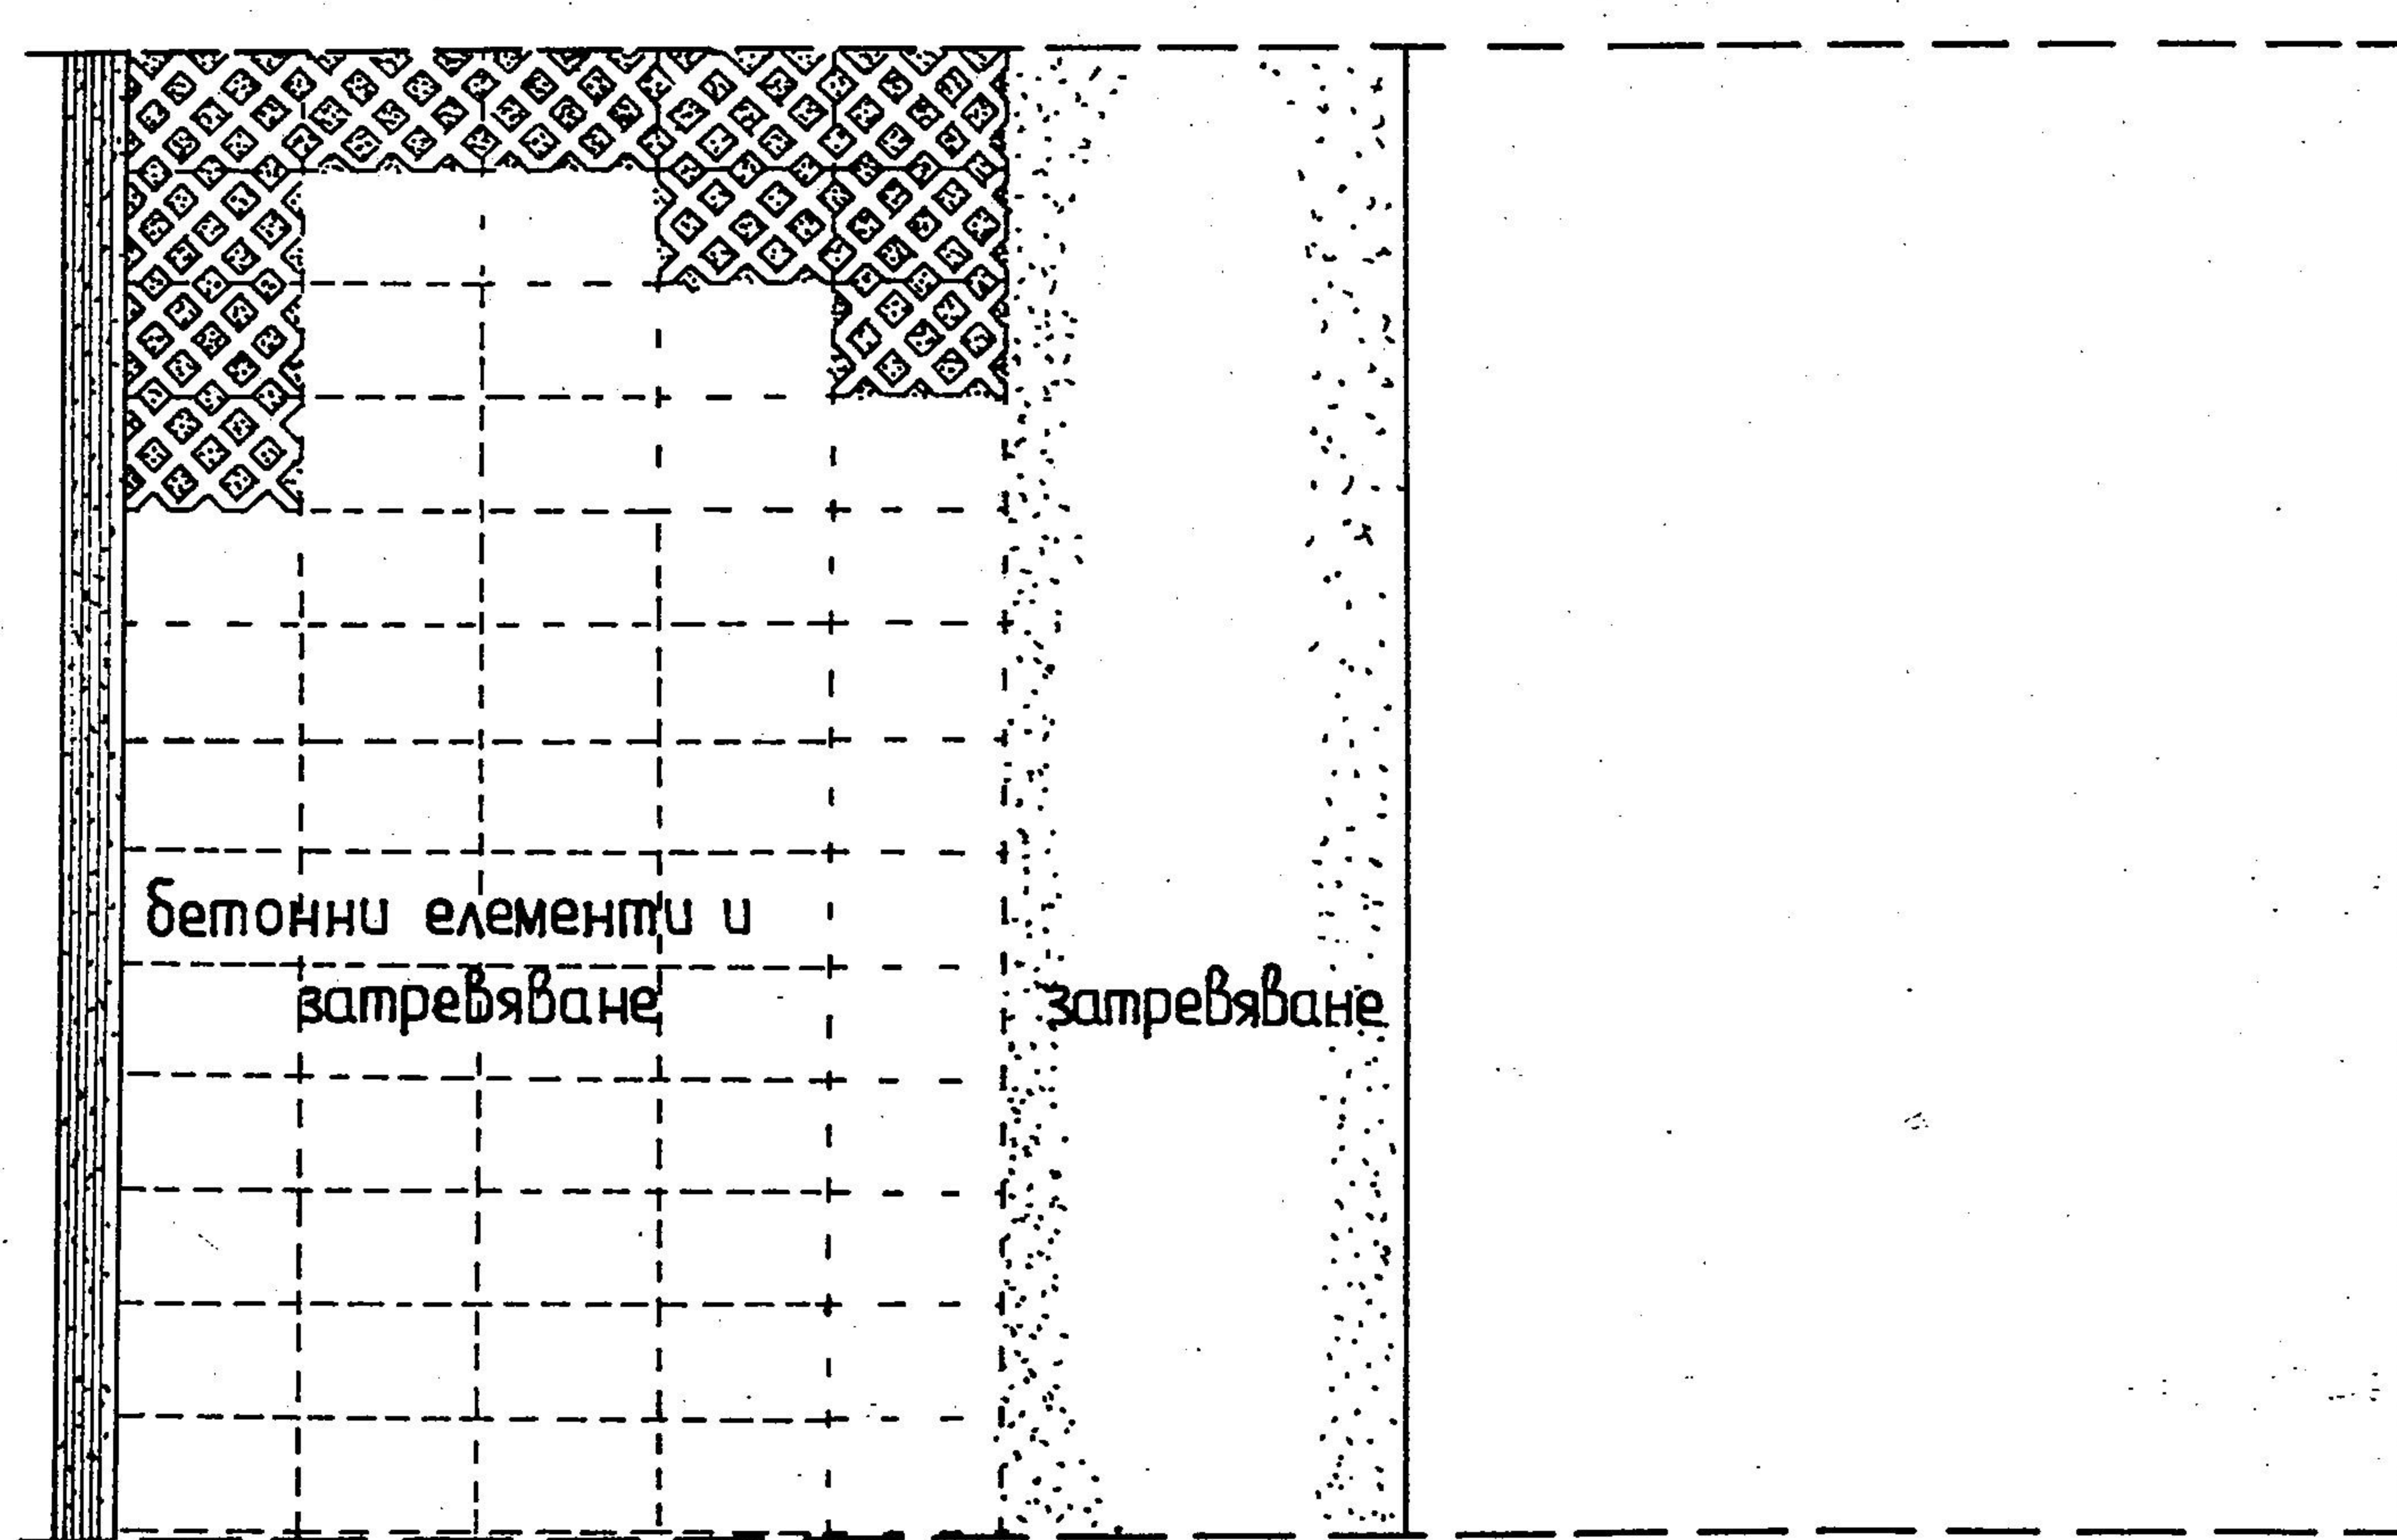 бетонни елементи и
затревяване
затревяване